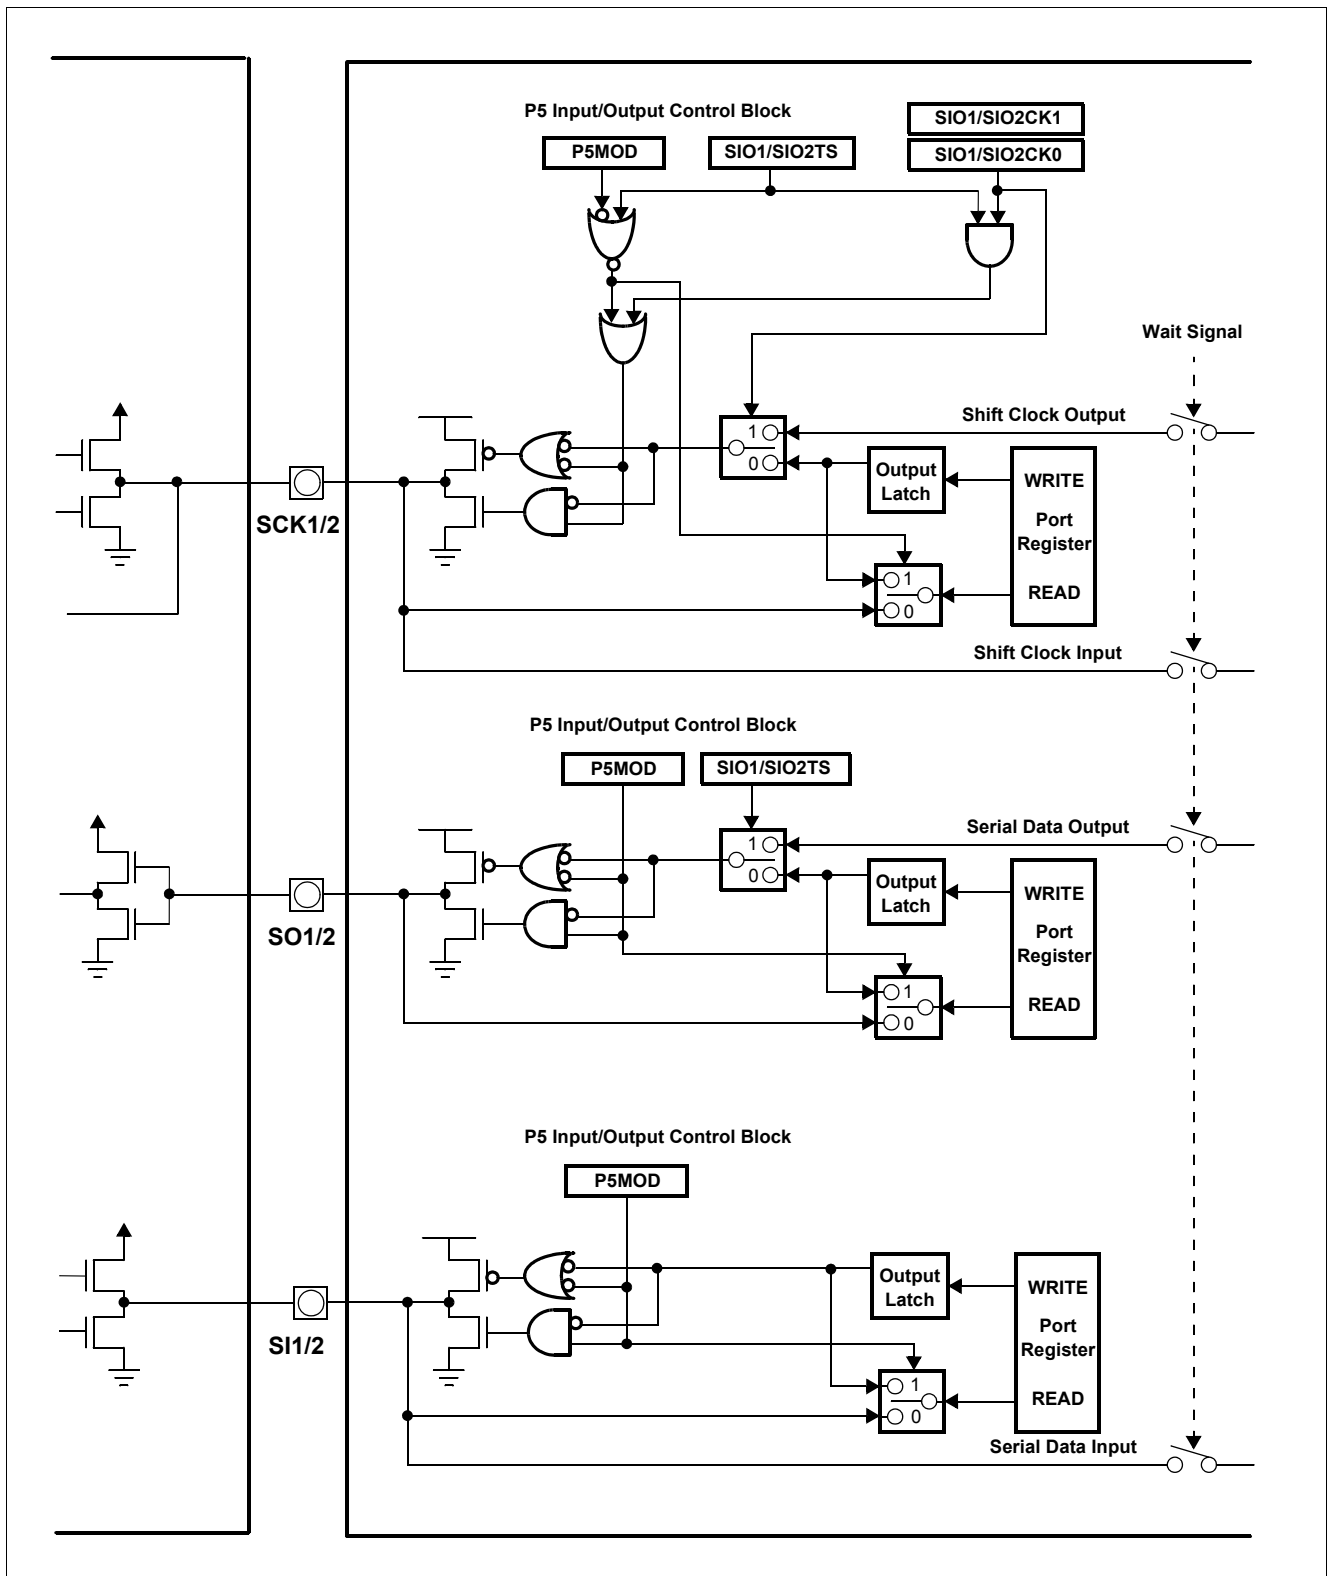 P5 Input/Output Control Block
SIO1/SIO2CK1
P5MOD
SIO1/SIO2TS
SIO1/SIO2CK0
Wait Signal
Shift Clock Output
1
0
Output
Latch
WRITE
Port
Register
READ
SCK1/2
1
0
Shift Clock Input
P5 Input/Output Control Block
P5MOD
SIO1/SIO2TS
Serial Data Output
1
0
Output
Latch
WRITE
Port
Register
READ
SO1/2
1
0
P5 Input/Output Control Block
P5MOD
Output
Latch
WRITE
Port
Register
READ
SI1/2
1
0
Serial Data Input